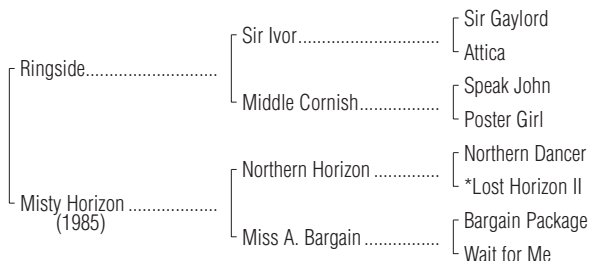 Sir Gaylord
Sir Ivor................................
Attica
Ringside..............................
Speak John
Middle Cornish..................
Poster Girl
Northern Dancer
Northern Horizon ..............
*Lost Horizon II
Misty Horizon ....................
(1985)
Bargain Package
Miss A. Bargain .................
Wait for Me